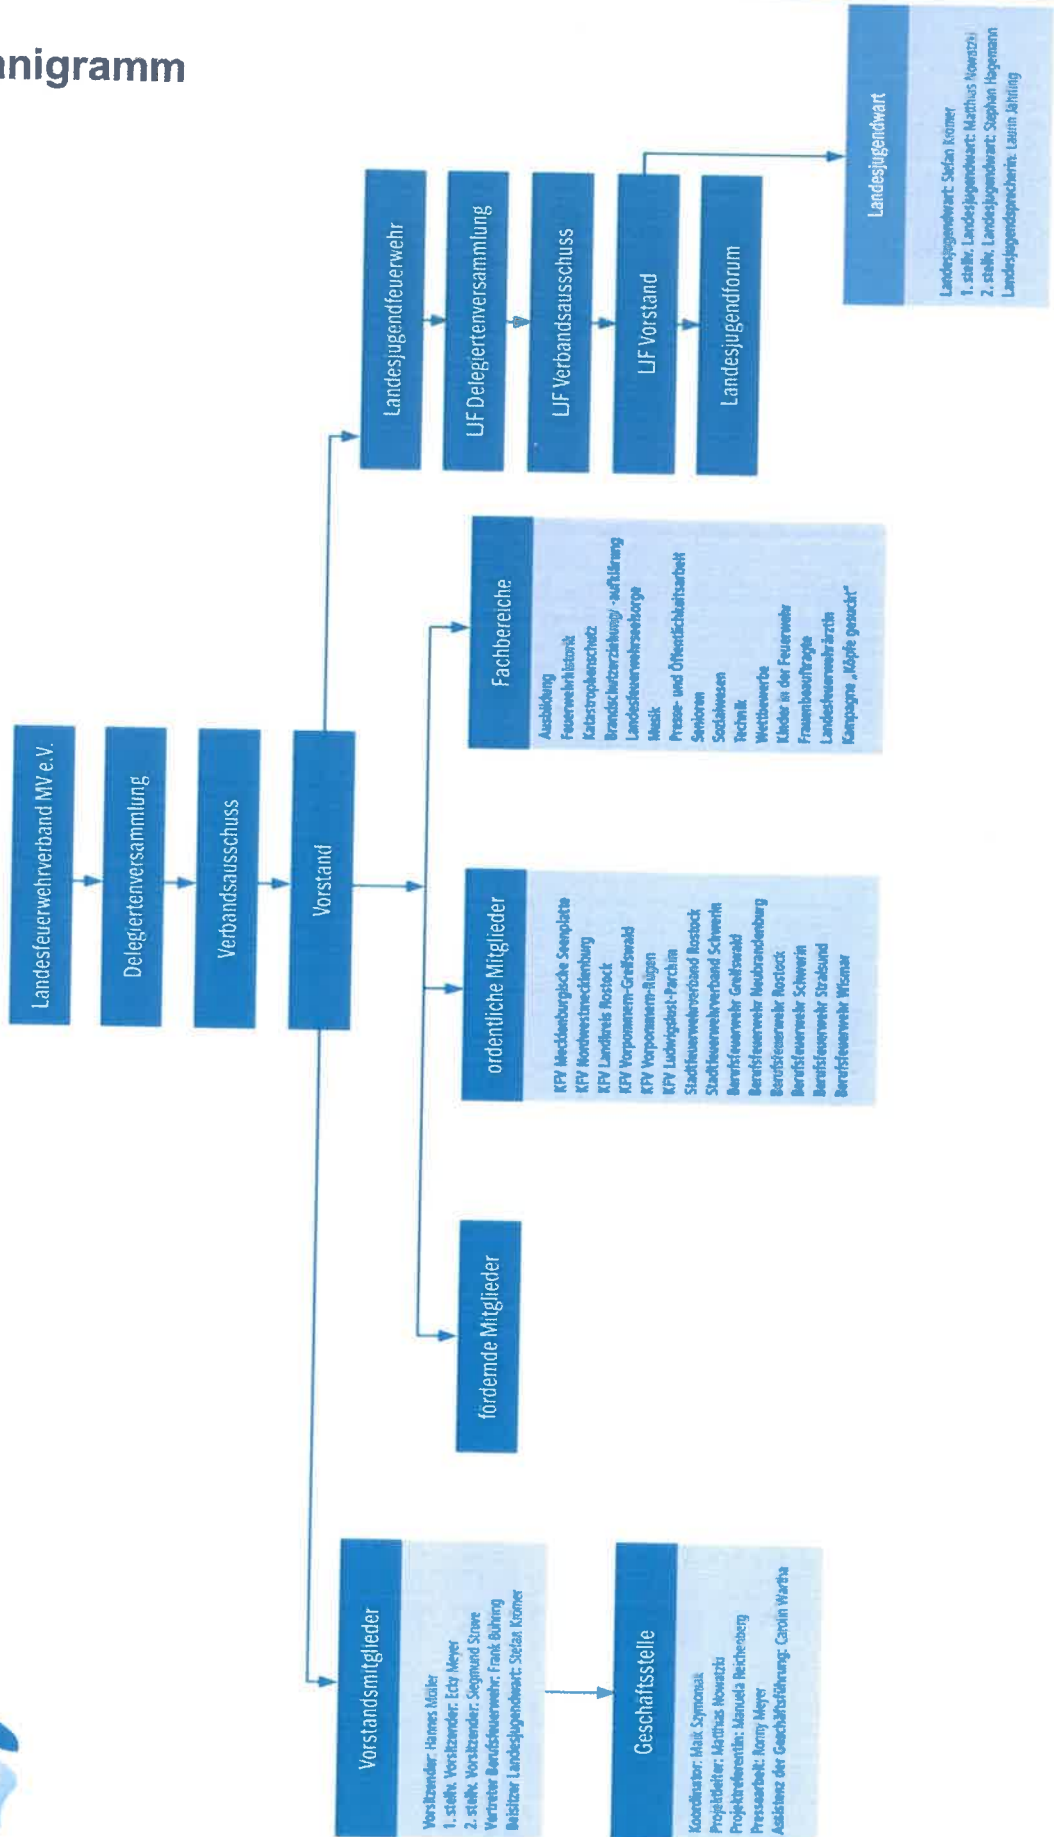 nigramm
Landesfeuerwehrverband MV e.V.
Delegiertenversammlung
Verbandsausschuss
Vorstand
Vorstandsmitglieder
Vorsitzender: Hannes Möller
1. stellv. Vorsitzender: Ecky Meyer
2. stellv. Vorsitzender: Siegmund Struve
Vertreter Berufsfeuerwehr: Frank Bühring
Beisitzer Landesjugendwart: Stefan Krömer
Geschäftsstelle
Koordinator: Maik Szymoniak
Projektleiter: Matthias Nowatzki
Projektreferentin: Manuela Reichenberg
Pressearbeit: Ronny Meyer
Assistenz der Geschäftsführung: Carolin Wartha
fördernde Mitglieder
ordentliche Mitglieder
KFV Mecklenburgische Seenplatte
KFV Nordwestmecklenburg
KFV Landkreis Rostock
KFV Vorpommern-Greifswald
KFV Vorpommern-Rügen
KFV Ludwigslust-Parchim
Stadtfeuerwehrverband Rostock
Stadtfeuerwehrverband Schwerin
Berufsfeuerwehr Greifswald
Berufsfeuerwehr Neubrandenburg
Berufsfeuerwehr Rostock
Berufsfeuerwehr Schwerin
Berufsfeuerwehr Stralsund
Berufsfeuerwehr Wismar
Fachbereiche
Ausbildung
Feuerwehrhistorik
Katastrophenschutz
Brandschutzerziehung/ -aufklärung
Landesfeuerwehrseelsorge
Musik
Presse- und Öffentlichkeitsarbeit
Senioren
Sozialwesen
Technik
Wettbewerbe
Kinder in der Feuerwehr
Frauenbeauftragte
Landesfeuerwehrärztin
Kampagne „Köpfe gesucht“
Landesjugendfeuerwehr
LJF Delegiertenversammlung
LJF Verbandsausschuss
LJF Vorstand
Landesjugendforum
Landesjugendwart
Landesjugendwart: Stefan Krömer
1. stellv. Landesjugendwart: Matthias Nowatzki
2. stellv. Landesjugendwart: Stephan Hagemann
Landesjugendsprecherin: Laurin Jährling